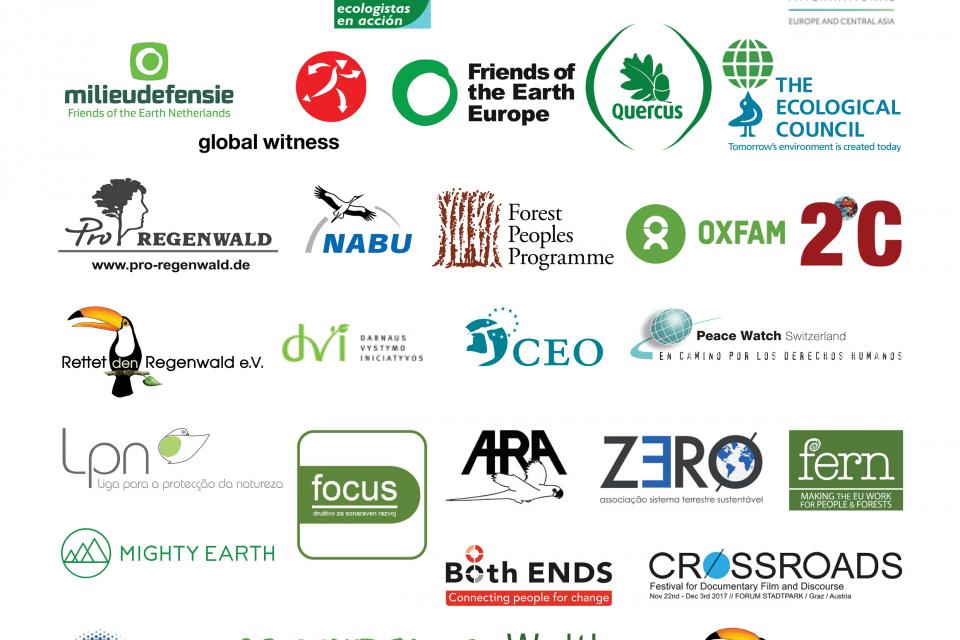 ecologistas
en acción
EUROPE AND CENTRAL ASIA
milieudefensie
Friends of the Earth Netherlands
global witness
Friends of
the Earth
Europe
Quercus
THE
ECOLOGICAL
COUNCIL
Tomorrow's environment is created today
Pro REGENWALD
www.pro-regenwald.de
NABU
Forest
Peoples
Programme
OXFAM
2°C
Rettet den Regenwald e.V.
dvi
DARNAUS
VYSTYMO
INICIATYVOS
CEO
Peace Watch Switzerland
EN CAMINO POR LOS DERECHOS HUMANOS
Lpn
Liga para a protecção da natureza
focus
društvo za sonaraven razvoj
ARA
ZERO
associação sistema terrestre sustentável
fern
MAKING THE EU WORK
FOR PEOPLE & FORESTS
MIGHTY EARTH
Both ENDS
Connecting people for change
CROSSROADS
Festival for Documentary Film and Discourse
Nov 22nd - Dec 3rd 2017 // FORUM STADTPARK / Graz / Austria